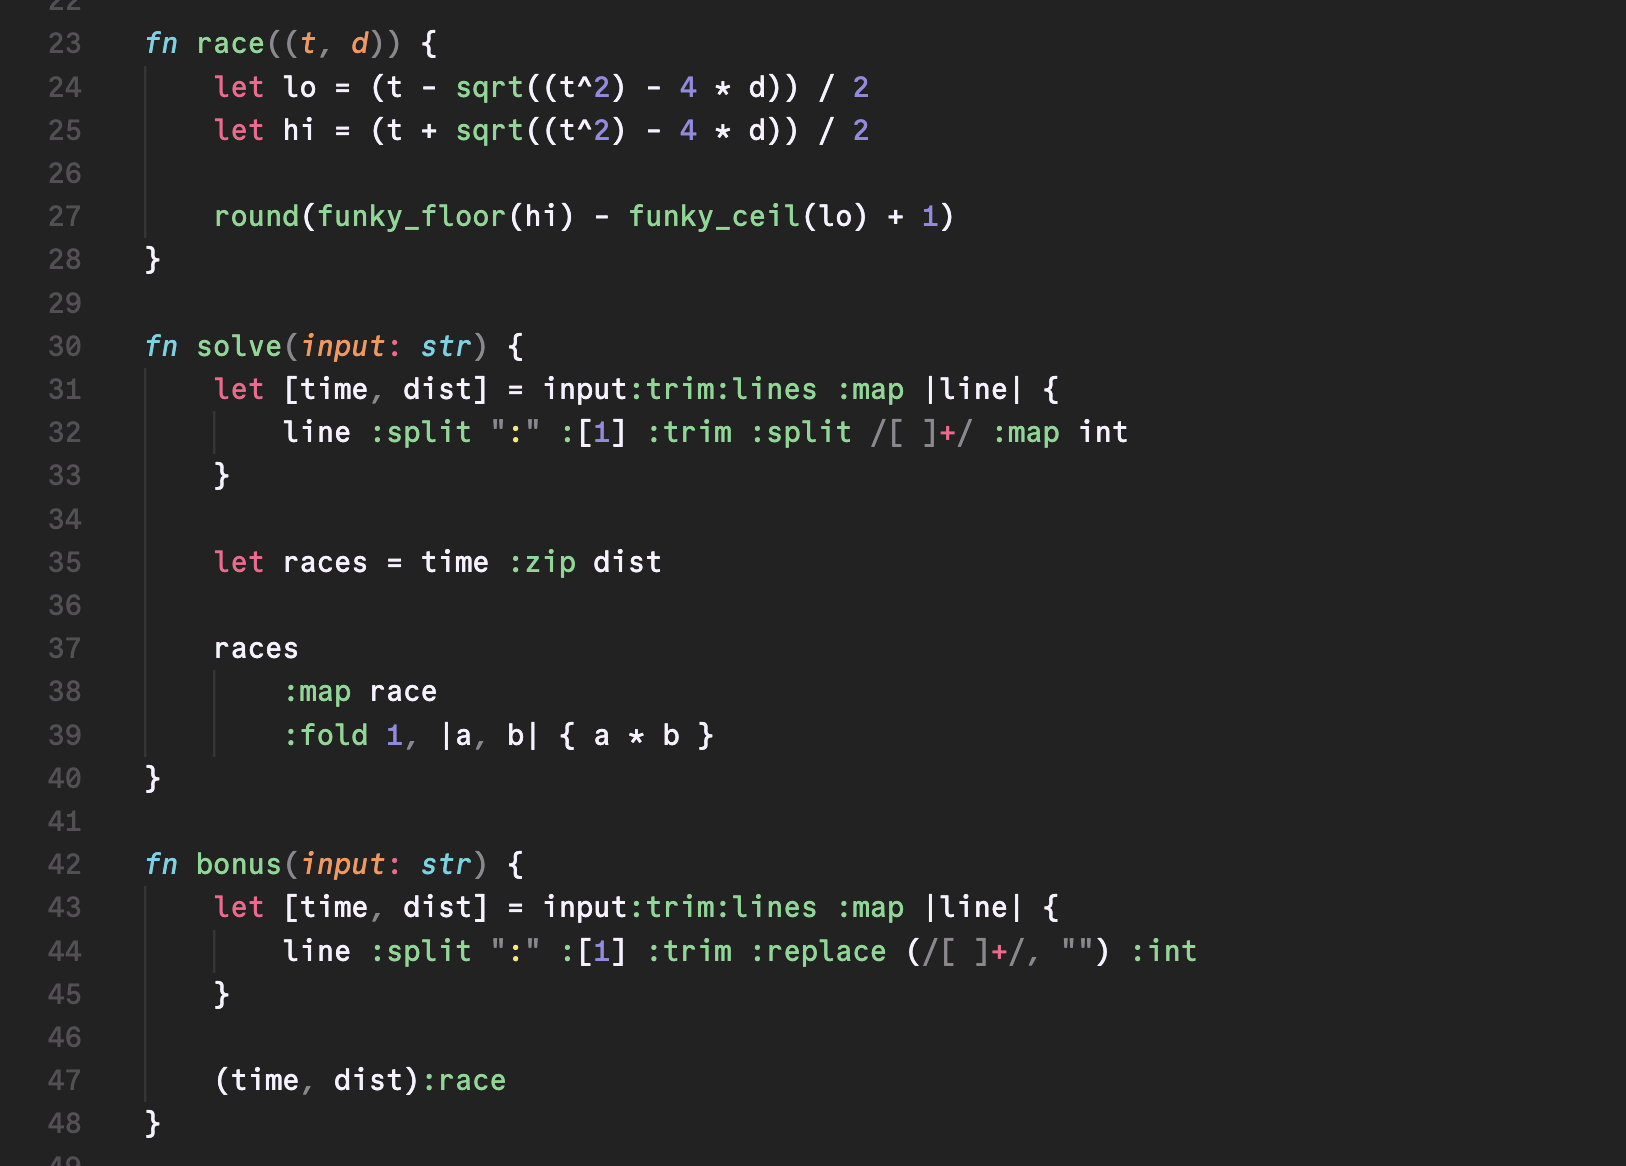 22
23 fn race((t, d)) {
24     let lo = (t - sqrt((t^2) - 4 * d)) / 2
25     let hi = (t + sqrt((t^2) - 4 * d)) / 2
26
27     round(funky_floor(hi) - funky_ceil(lo) + 1)
28 }
29
30 fn solve(input: str) {
31     let [time, dist] = input:trim:lines :map |line| {
32         line :split ":" :[1] :trim :split /[ ]+/ :map int
33     }
34
35     let races = time :zip dist
36
37     races
38         :map race
39         :fold 1, |a, b| { a * b }
40 }
41
42 fn bonus(input: str) {
43     let [time, dist] = input:trim:lines :map |line| {
44         line :split ":" :[1] :trim :replace (/[ ]+/, "") :int
45     }
46
47     (time, dist):race
48 }
49